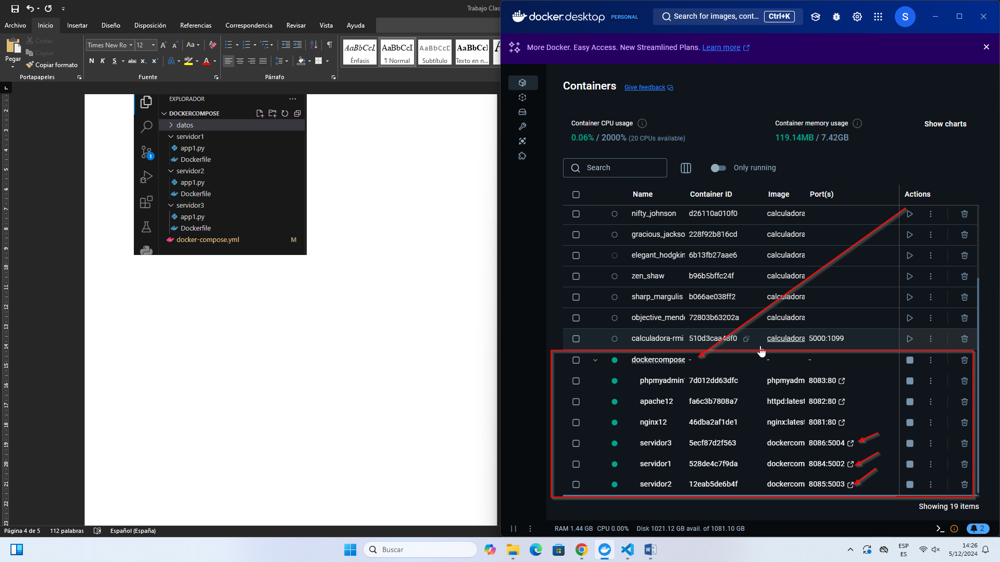 Trabajo Clas
Archivo Inicio Insertar Diseño Disposición Referencias Correspondencia Revisar Vista Ayuda
Pegar
Cortar
Copiar
Copiar formato
Portapapeles
Times New Ro 12
Aa
N K S abc x₂ x²
Fuente
Párrafo
AaBbCcI AaBbCcI AaBbCcD AaBbCcI
Énfasis ¶ Normal Subtítulo Texto en n...
EXPLORADOR
DOCKERCOMPOSE
datos
servidor1
app1.py
Dockerfile
servidor2
app1.py
Dockerfile
servidor3
app1.py
Dockerfile
docker-compose.yml M
1
Página 4 de 5 112 palabras Español (España)
docker.desktop PERSONAL
Search for images, cont... Ctrl+K
S
More Docker. Easy Access. New Streamlined Plans. Learn more
Containers Give feedback
Container CPU usage
0.06% / 2000% (20 CPUs available)
Container memory usage
119.14MB / 7.42GB
Show charts
Search
Only running
Name Container ID Image Port(s) Actions
nifty_johnson d26110a010f0 calculadora
gracious_jackso 228f92b816cd calculadora
elegant_hodgkin 6b13fb27aae6 calculadora
zen_shaw b96b5bffc24f calculadora
sharp_margulis b066ae038ff2 calculadora
objective_mende 72803b63202a calculadora
calculadora-rmi 510d3caa48f0 calculadora 5000:1099
dockercompose - - -
phpmyadmin 7d012dd63dfc phpmyadm 8083:80
apache12 fa6c3b7808a7 httpd:latest 8082:80
nginx12 46dba2af1de1 nginx:latest 8081:80
servidor3 5ecf87d2f563 dockercom 8086:5004
servidor1 528de4c7f9da dockercom 8084:5002
servidor2 12eab5de6b4f dockercom 8085:5003
Showing 19 items
RAM 1.44 GB CPU 0.00% Disk 1021.12 GB avail. of 1081.10 GB
2
Buscar
ESP
ES
14:26
5/12/2024